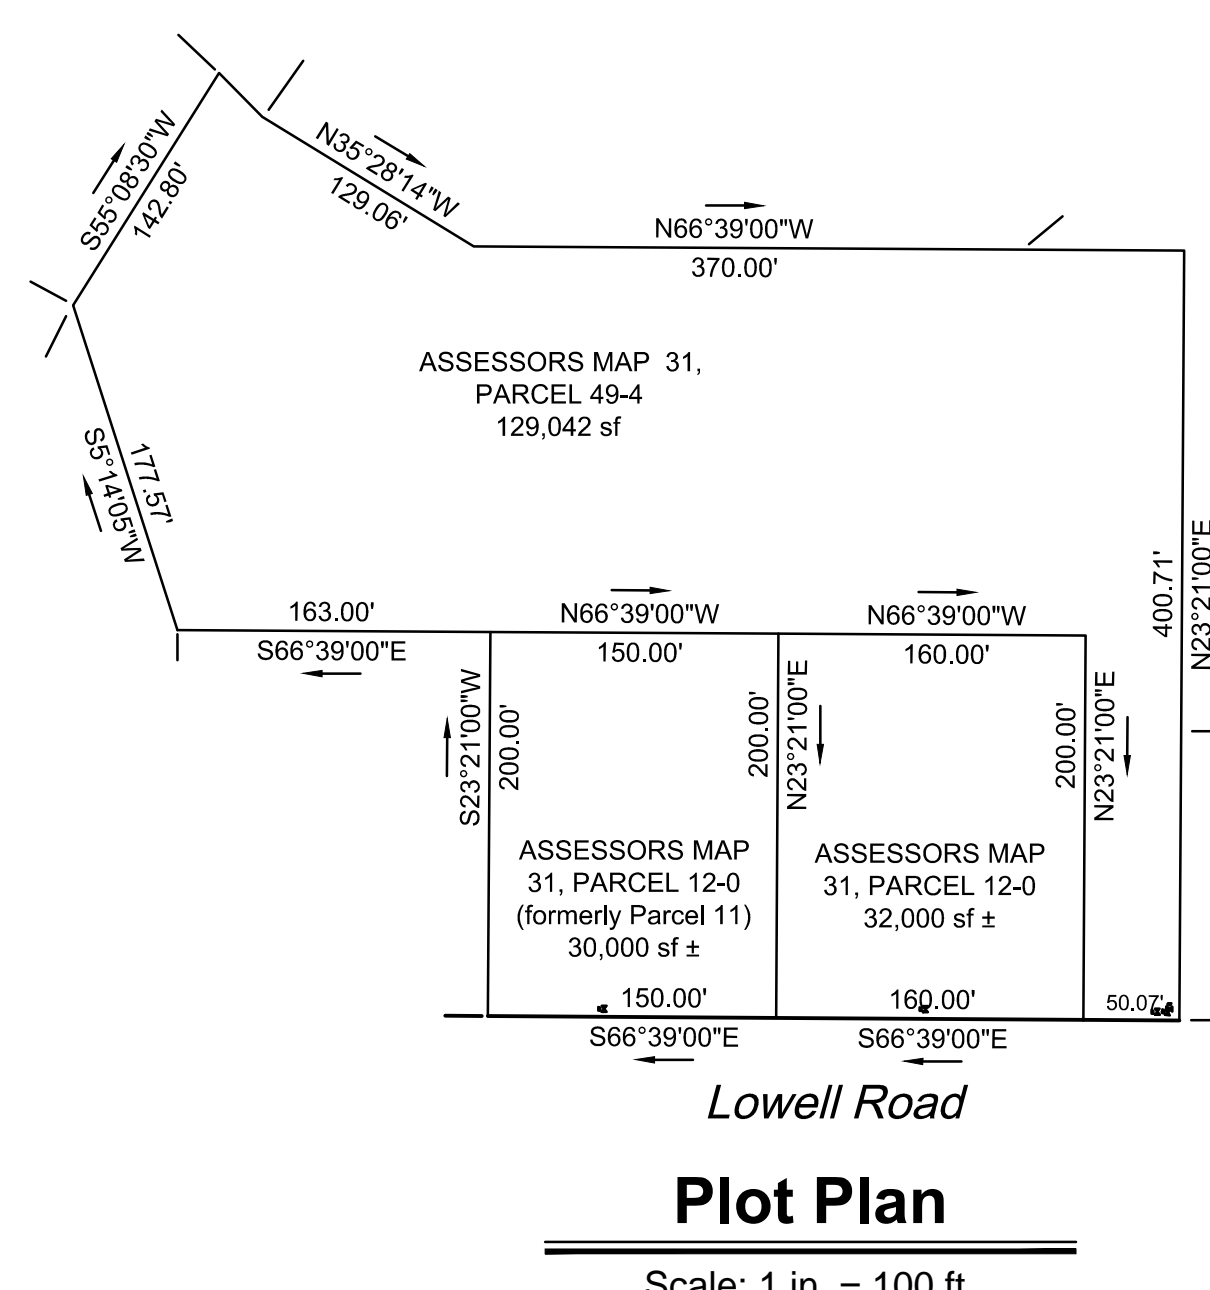 S55°08'30"W
142.80'
N35°28'14"W
129.06'
N66°39'00"W
370.00'
ASSESSORS MAP 31,
PARCEL 49-4
129,042 sf
S5°14'05"W
177.57'
163.00'
S66°39'00"E
N66°39'00"W
150.00'
N66°39'00"W
160.00'
400.71'
N23°21'00"E
S23°21'00"W
200.00'
200.00'
N23°21'00"E
200.00'
N23°21'00"E
ASSESSORS MAP
31, PARCEL 12-0
(formerly Parcel 11)
30,000 sf ±
ASSESSORS MAP
31, PARCEL 12-0
32,000 sf ±
150.00'
160.00'
50.07'
S66°39'00"E
S66°39'00"E
Lowell Road
Plot Plan
Scale: 1 in. = 100 ft